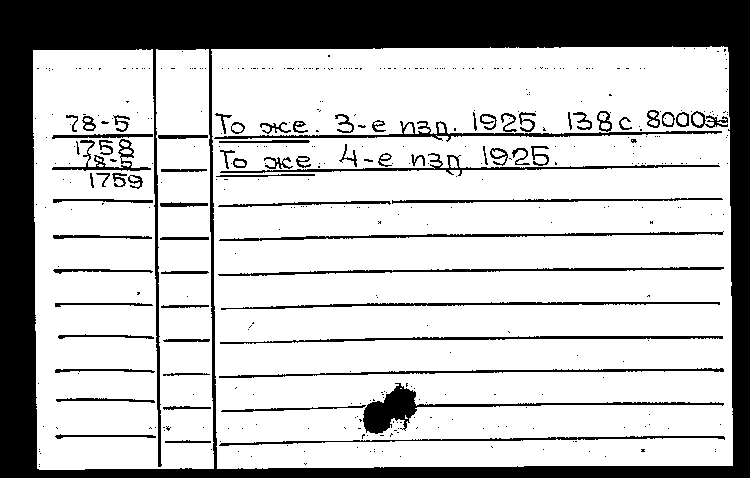 78-5 То же. 3-е изд. 1925. 138 с. 8000 экз
1758
78-5 То же. 4-е изд 1925.
1759